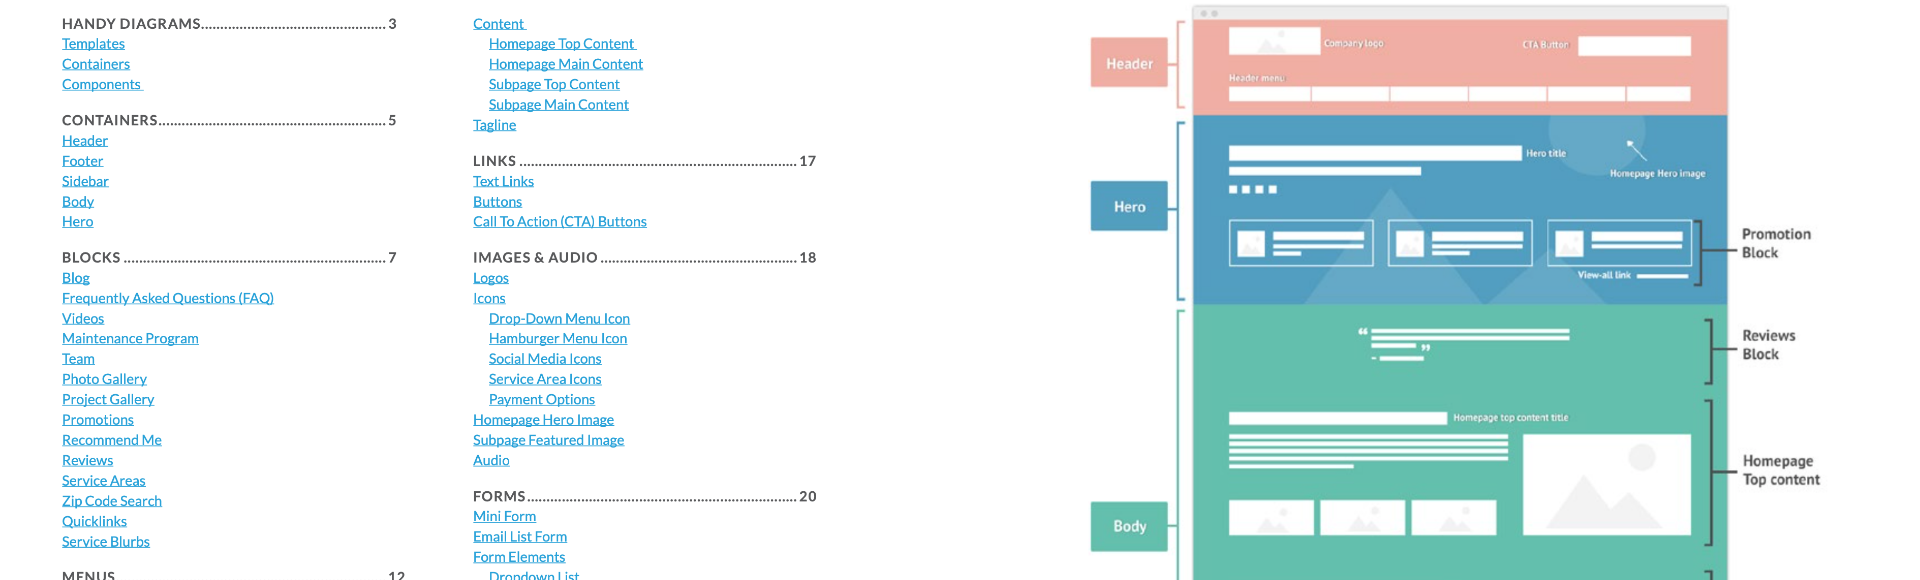 HANDY DIAGRAMS................................................ 3
Templates
Containers
Components
CONTAINERS........................................................... 5
Header
Footer
Sidebar
Body
Hero
BLOCKS .................................................................... 7
Blog
Frequently Asked Questions (FAQ)
Videos
Maintenance Program
Team
Photo Gallery
Project Gallery
Promotions
Recommend Me
Reviews
Service Areas
Zip Code Search
Quicklinks
Service Blurbs
MENUS 12
Content
Homepage Top Content
Homepage Main Content
Subpage Top Content
Subpage Main Content
Tagline
LINKS ........................................................................ 17
Text Links
Buttons
Call To Action (CTA) Buttons
IMAGES & AUDIO ................................................... 18
Logos
Icons
Drop-Down Menu Icon
Hamburger Menu Icon
Social Media Icons
Service Area Icons
Payment Options
Homepage Hero Image
Subpage Featured Image
Audio
FORMS...................................................................... 20
Mini Form
Email List Form
Form Elements
Dropdown List
Header
Company logo
CTA Button
Header menu
Hero
Hero title
Homepage Hero image
View-all link
Promotion
Block
“
”
Reviews
Block
Homepage top content title
Homepage
Top content
Body